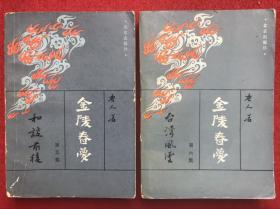 金陵春梦
唐人著
和谈前后
第五集
金陵春梦
唐人著
台湾风云
第六集